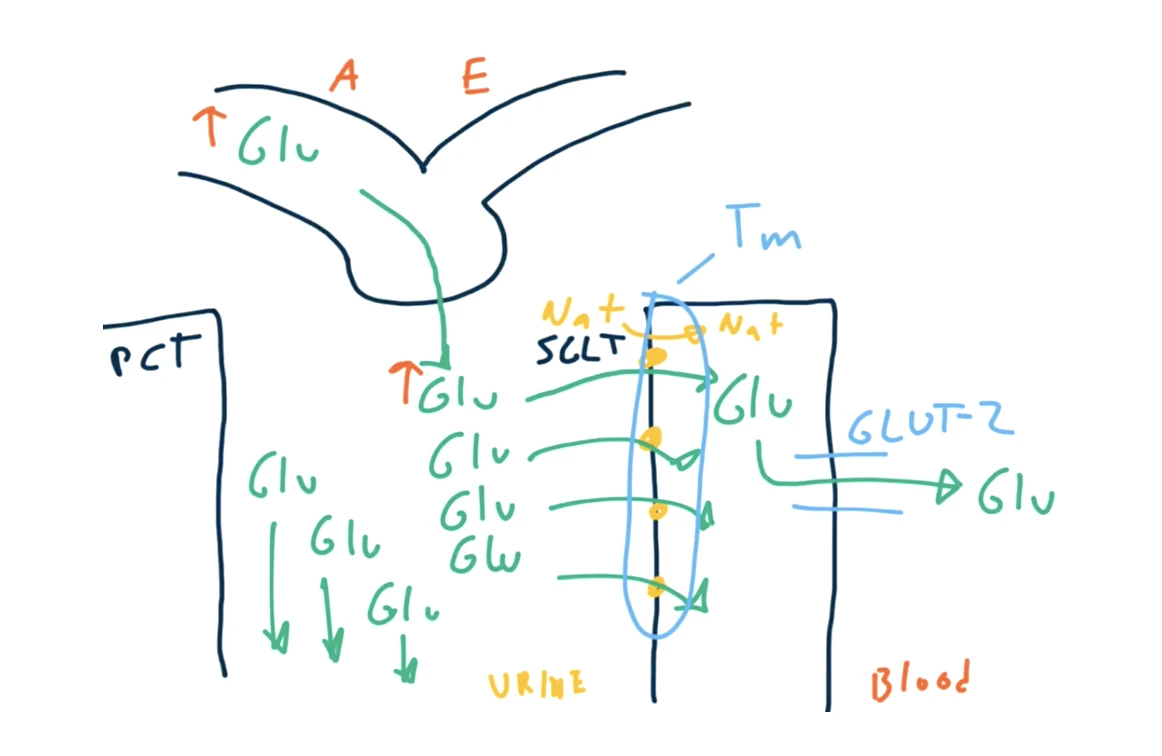 A E
↑ Glu
Tm
Na+ Na+
PCT
SGLT
↑ Glu
Glu
GLUT-2
Glu
Glu
Glu
Glu
Glu
Glu
Glu
Glu
URINE
Blood